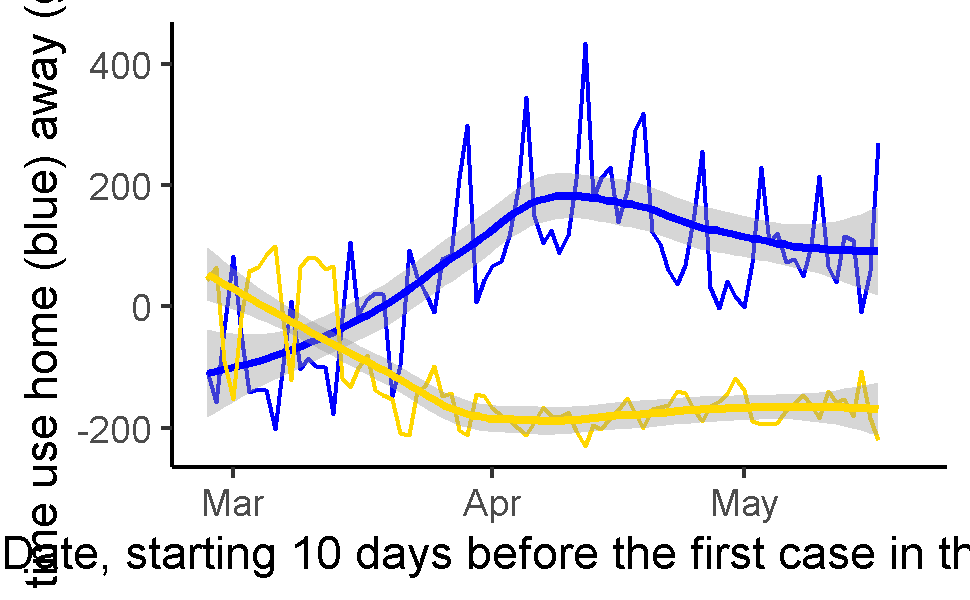 time use home (blue) away (
400
200
0
-200
Mar
Apr
May
Date, starting 10 days before the first case in th